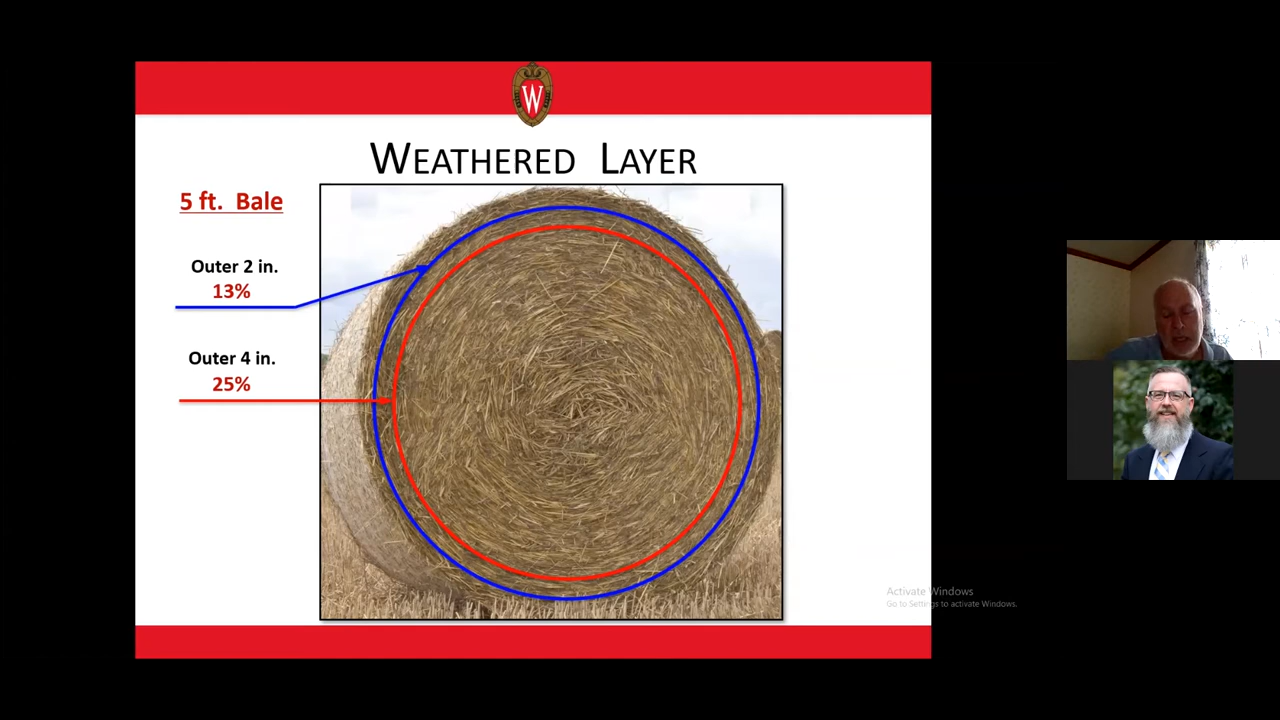 W
WEATHERED LAYER
5 ft. Bale
Outer 2 in.
13%
Outer 4 in.
25%
Activate Windows
Go to Settings to activate Windows.